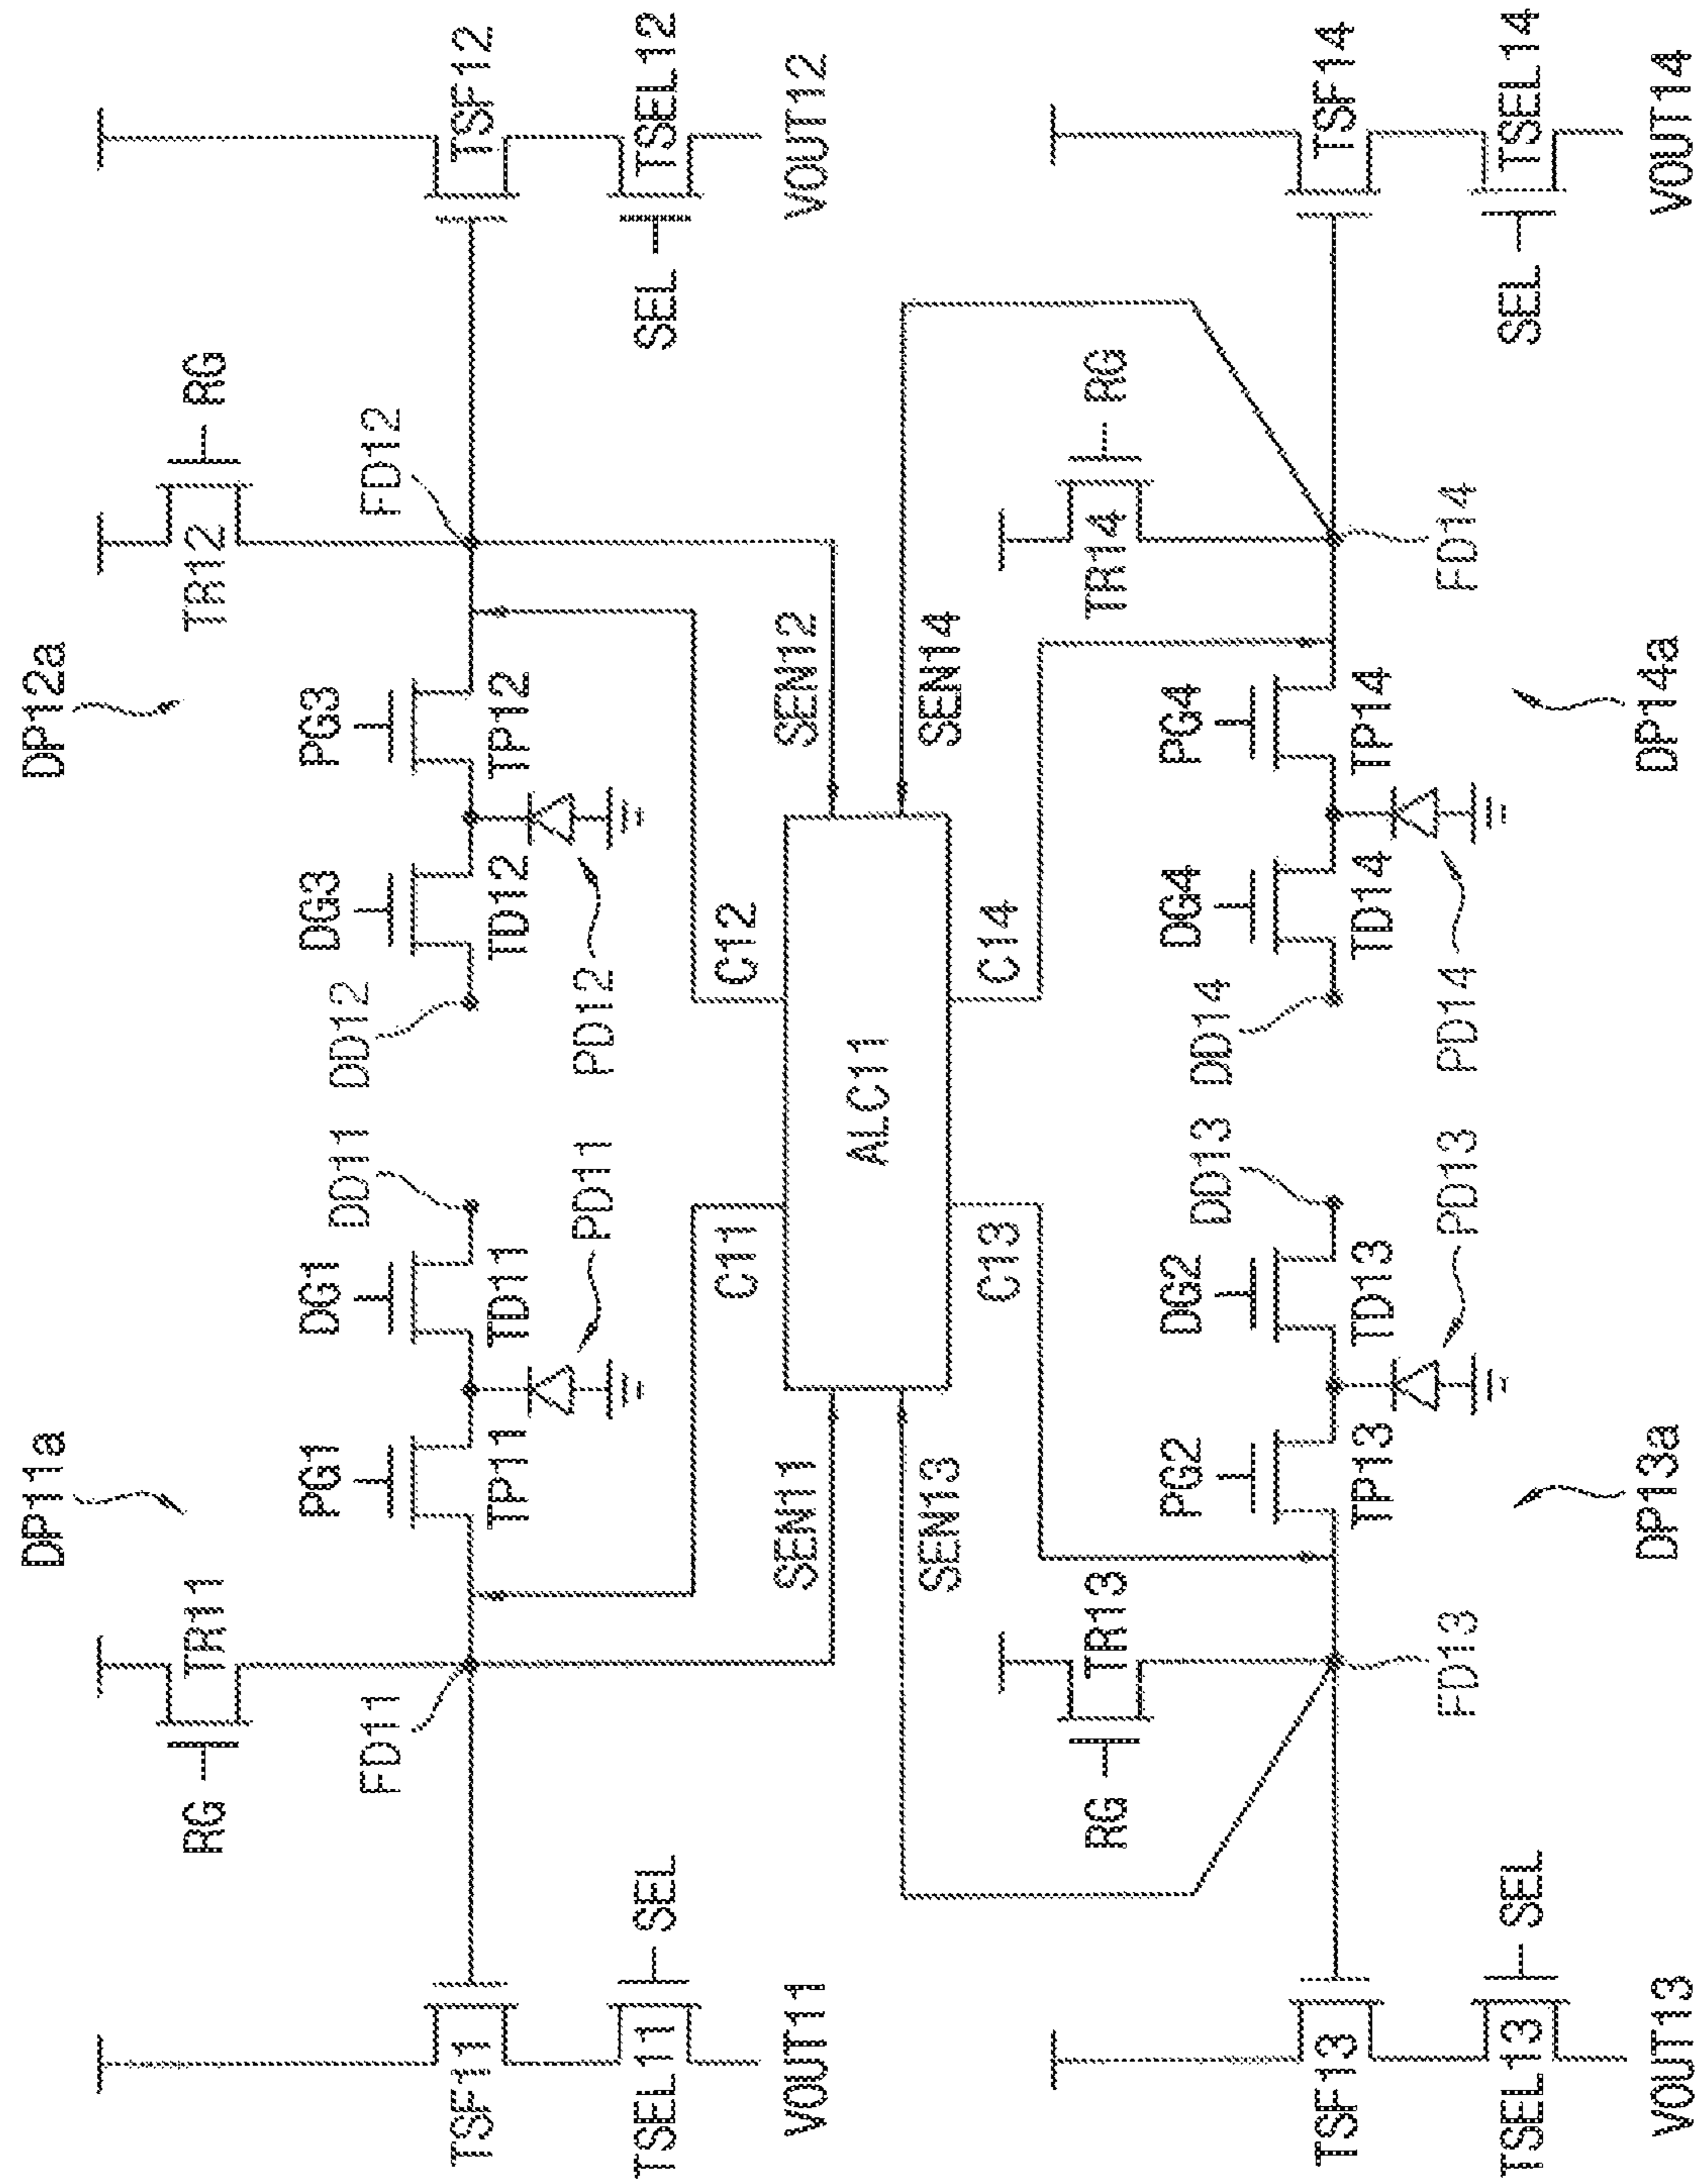 DP11a
DP12a
RG
TR11
TR12
RG
PG1
DG1
DG3
PG3
DD11
DD12
FD11
FD12
TSF11
TSF12
TP11
TD11
TD12
TP12
PD11
PD12
TSEL11
SEL
SEL
TSEL12
C11
C12
VOUT11
SEN11
SEN12
VOUT12
ALC11
SEN13
SEN14
C13
C14
RG
TR13
TR14
RG
PG2
DG2
DG4
PG4
DD13
DD14
TSF13
TSF14
TP13
TD13
TD14
TP14
FD13
PD13
PD14
FD14
TSEL13
SEL
SEL
TSEL14
VOUT13
DP13a
DP14a
VOUT14